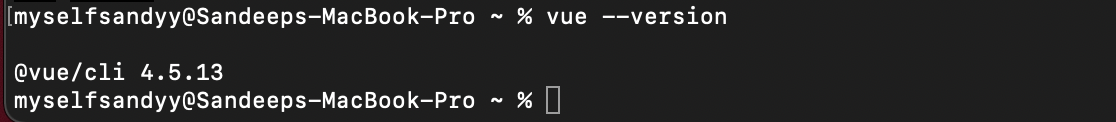 [myselfsandyy@Sandeeps-MacBook-Pro ~ % vue --version
@vue/cli 4.5.13
myselfsandyy@Sandeeps-MacBook-Pro ~ %